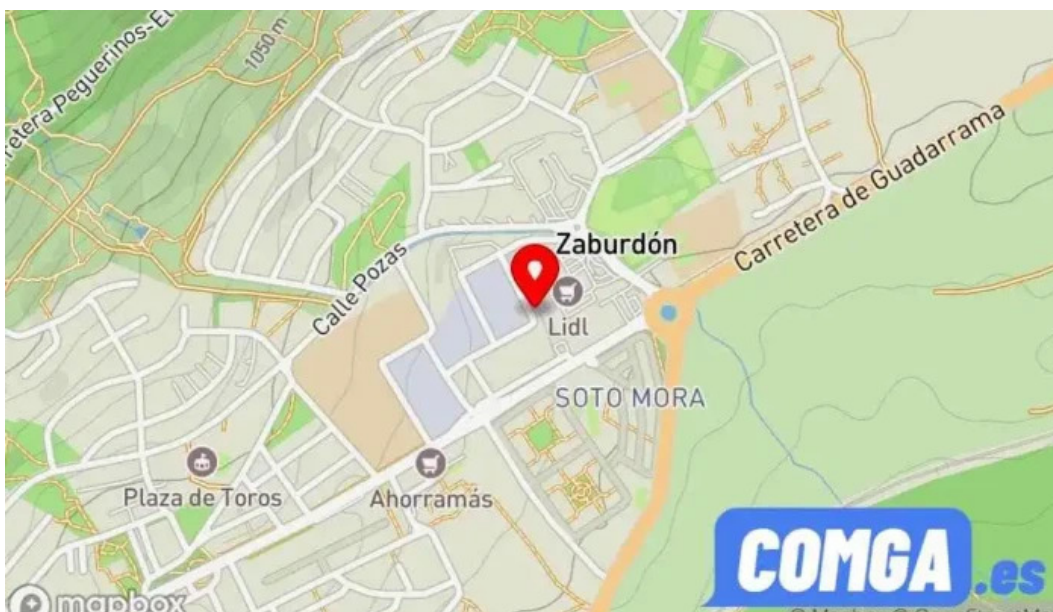 Carretera Peguerinos-El
1050 m
Carretera de Guadarrama
Calle Pozas
Zaburdón
Lidl
SOTO MORA
Plaza de Toros
Ahorramás
COMGA.es
mapbox